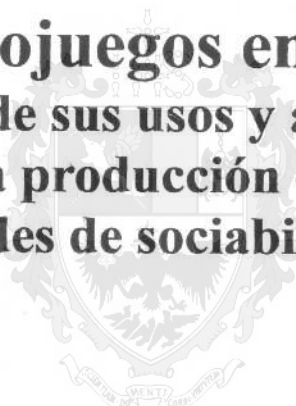 ojuegos en
de sus usos y a
a producción
des de sociabi